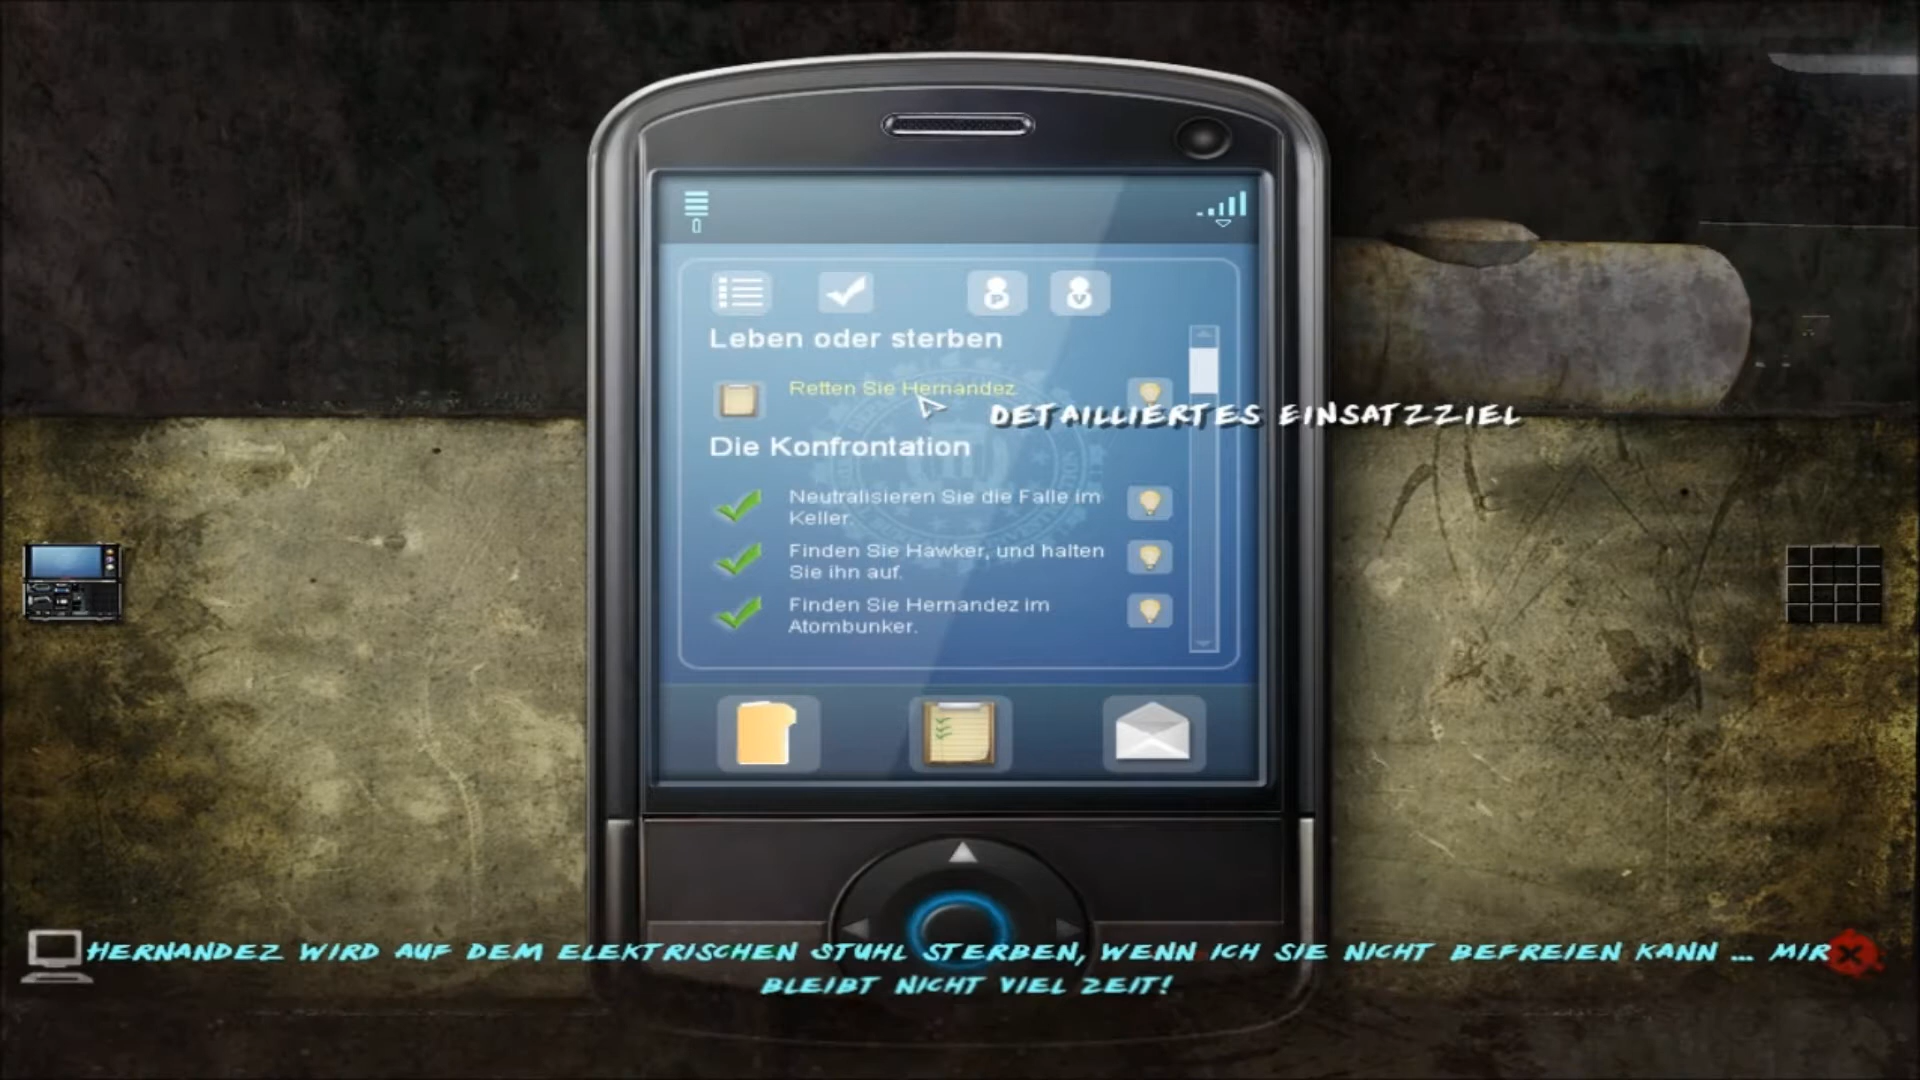 Leben oder sterben
Retten Sie Hernandez
DETAILLIERTES EINSATZZIEL
Die Konfrontation
Neutralisieren Sie die Falle im
Keller.
Finden Sie Hawker, und halten
Sie ihn auf.
Finden Sie Hernandez im
Atombunker.
HERNANDEZ WIRD AUF DEM ELEKTRISCHEN STUHL STERBEN, WENN ICH SIE NICHT BEFREIEN KANN ... MIR
BLEIBT NICHT VIEL ZEIT!